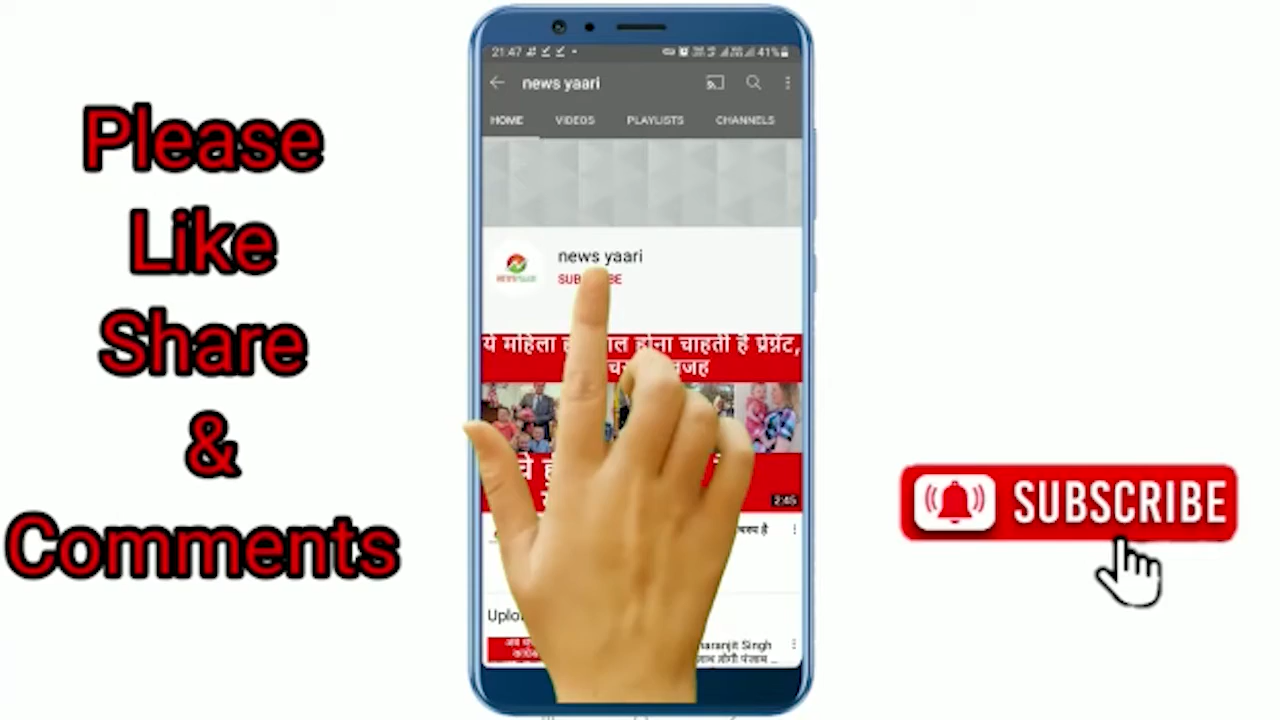 Please
Like
Share
&
Comments
21:47
41%
news yaari
HOME VIDEOS PLAYLISTS CHANNELS
news yaari
ये महिला होना चाहती है प्रेग्नेंट,
2:45
SUBSCRIBE
Singh